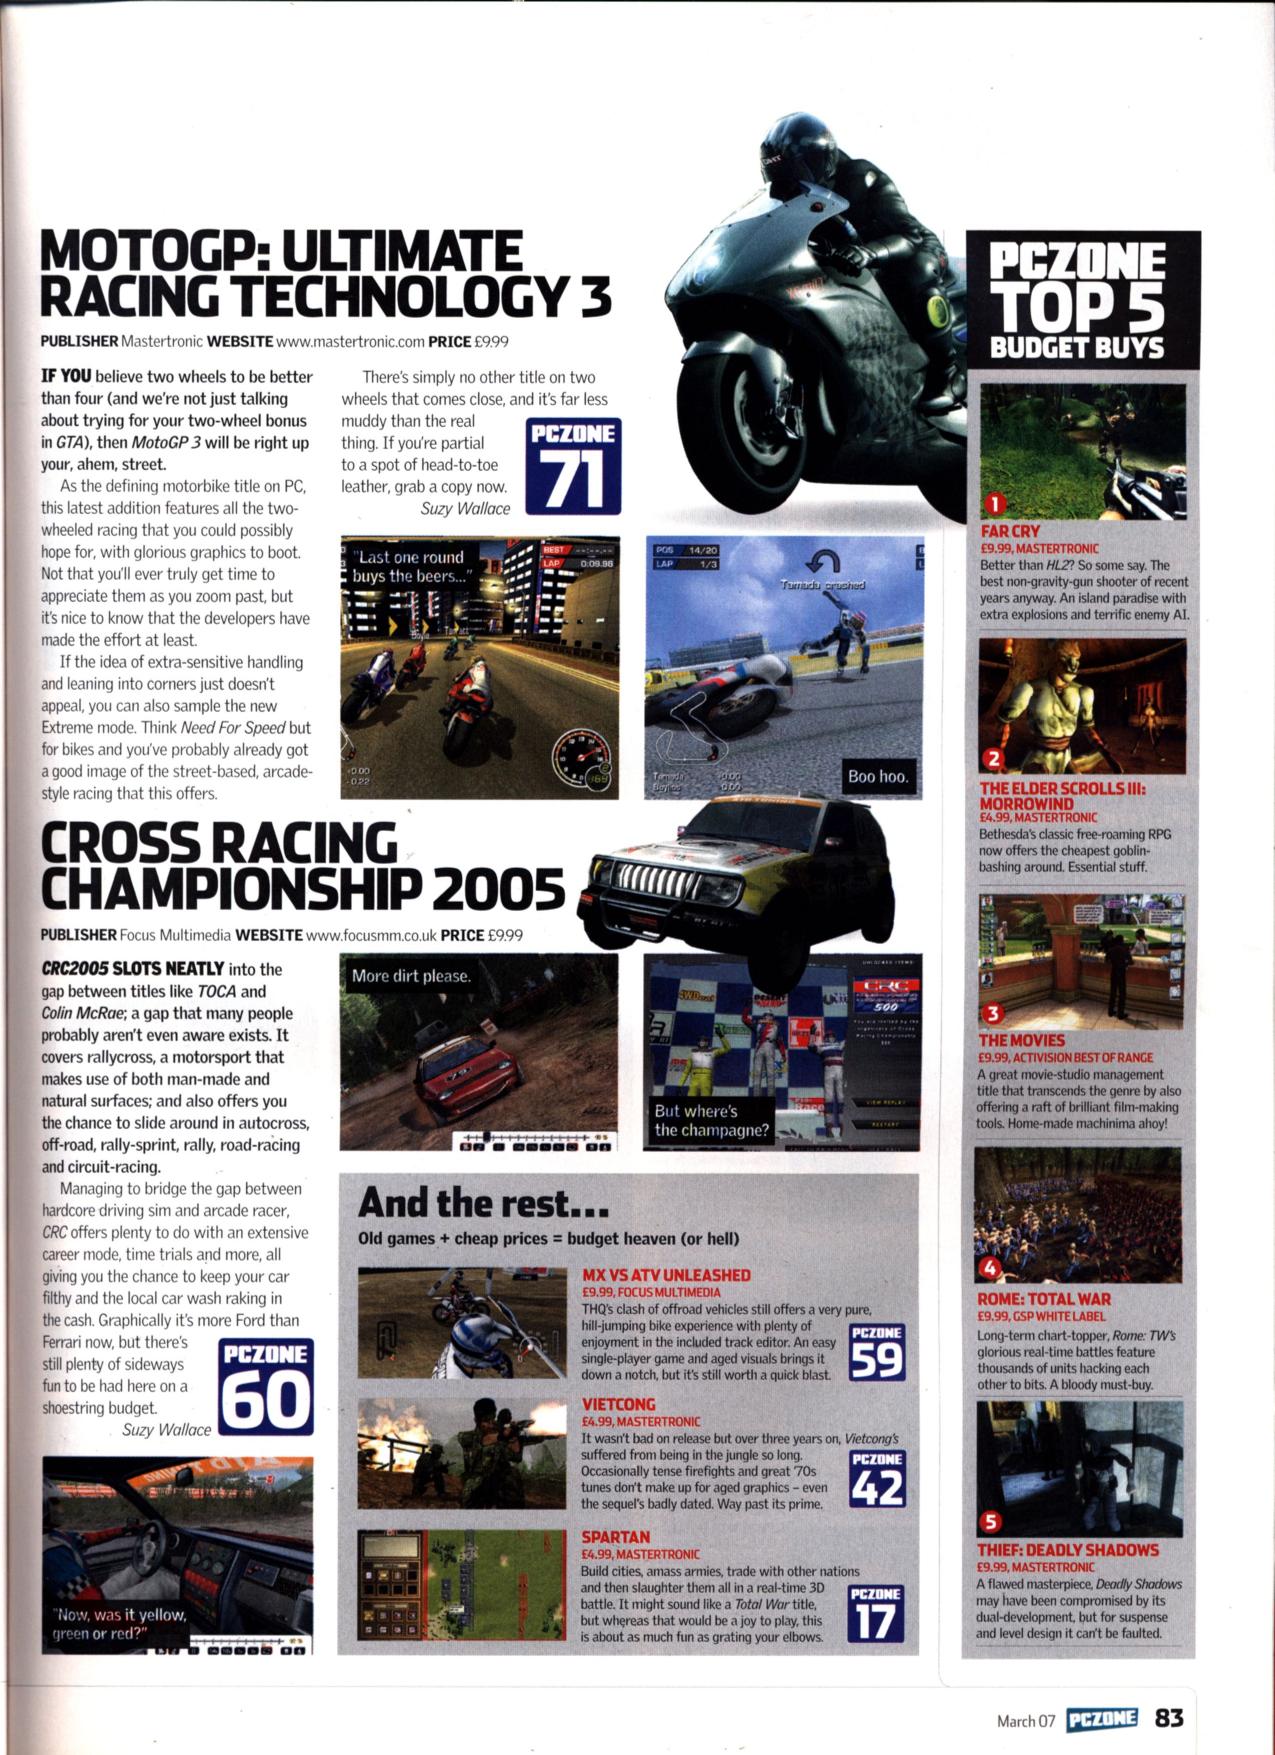 MOTOGP: ULTIMATE
RACING TECHNOLOGY 3
PUBLISHER Mastertronic WEBSITE www.mastertronic.com PRICE £9.99
IF YOU believe two wheels to be better
than four (and we're not just talking
about trying for your two-wheel bonus
in GTA), then MotoGP 3 will be right up
your, ahem, street.
As the defining motorbike title on PC,
this latest addition features all the two-
wheeled racing that you could possibly
hope for, with glorious graphics to boot.
Not that you'll ever truly get time to
appreciate them as you zoom past, but
it's nice to know that the developers have
made the effort at least.
If the idea of extra-sensitive handling
and leaning into corners just doesn't
appeal, you can also sample the new
Extreme mode. Think Need For Speed but
for bikes and you've probably already got
a good image of the street-based, arcade-
style racing that this offers.
There's simply no other title on two
wheels that comes close, and it's far less
muddy than the real
thing. If you're partial
to a spot of head-to-toe
leather, grab a copy now.
Suzy Wallace
PCZONE
71
"Last one round
buys the beers..."
BEST
LAP 0:09.98
POS 14/20
LAP 1/3
Tamada crashed
Boo hoo.
CROSS RACING
CHAMPIONSHIP 2005
PUBLISHER Focus Multimedia WEBSITE www.focusmm.co.uk PRICE £9.99
CRC2005 SLOTS NEATLY into the
gap between titles like TOCA and
Colin McRae; a gap that many people
probably aren't even aware exists. It
covers rallycross, a motorsport that
makes use of both man-made and
natural surfaces; and also offers you
the chance to slide around in autocross,
off-road, rally-sprint, rally, road-racing
and circuit-racing.
Managing to bridge the gap between
hardcore driving sim and arcade racer,
CRC offers plenty to do with an extensive
career mode, time trials and more, all
giving you the chance to keep your car
filthy and the local car wash raking in
the cash. Graphically it's more Ford than
Ferrari now, but there's
still plenty of sideways
fun to be had here on a
shoestring budget.
Suzy Wallace
PCZONE
60
"Now, was it yellow,
green or red?"
More dirt please.
UNLOCKED ITEMS:
CRC
500
VIEW REPLAY
RESTART
But where's
the champagne?
And the rest...
Old games + cheap prices = budget heaven (or hell)
MX VS ATV UNLEASHED
£9.99, FOCUS MULTIMEDIA
THQ's clash of offroad vehicles still offers a very pure,
hill-jumping bike experience with plenty of
enjoyment in the included track editor. An easy
single-player game and aged visuals brings it
down a notch, but it's still worth a quick blast.
PCZONE
59
VIETCONG
£4.99, MASTERTRONIC
It wasn't bad on release but over three years on, Vietcong's
suffered from being in the jungle so long.
Occasionally tense firefights and great '70s
tunes don't make up for aged graphics – even
the sequel's badly dated. Way past its prime.
PCZONE
42
SPARTAN
£4.99, MASTERTRONIC
Build cities, amass armies, trade with other nations
and then slaughter them all in a real-time 3D
battle. It might sound like a Total War title,
but whereas that would be a joy to play, this
is about as much fun as grating your elbows.
PCZONE
17
PCZONE
TOP 5
BUDGET BUYS
1
FAR CRY
£9.99, MASTERTRONIC
Better than HL2? So some say. The
best non-gravity-gun shooter of recent
years anyway. An island paradise with
extra explosions and terrific enemy AI.
2
THE ELDER SCROLLS III:
MORROWIND
£4.99, MASTERTRONIC
Bethesda's classic free-roaming RPG
now offers the cheapest goblin-
bashing around. Essential stuff.
3
THE MOVIES
£9.99, ACTIVISION BEST OF RANGE
A great movie-studio management
title that transcends the genre by also
offering a raft of brilliant film-making
tools. Home-made machinima ahoy!
4
ROME: TOTAL WAR
£9.99, GSP WHITE LABEL
Long-term chart-topper, Rome: TW's
glorious real-time battles feature
thousands of units hacking each
other to bits. A bloody must-buy.
5
THIEF: DEADLY SHADOWS
£9.99, MASTERTRONIC
A flawed masterpiece, Deadly Shadows
may have been compromised by its
dual-development, but for suspense
and level design it can't be faulted.
March 07 PCZONE 83